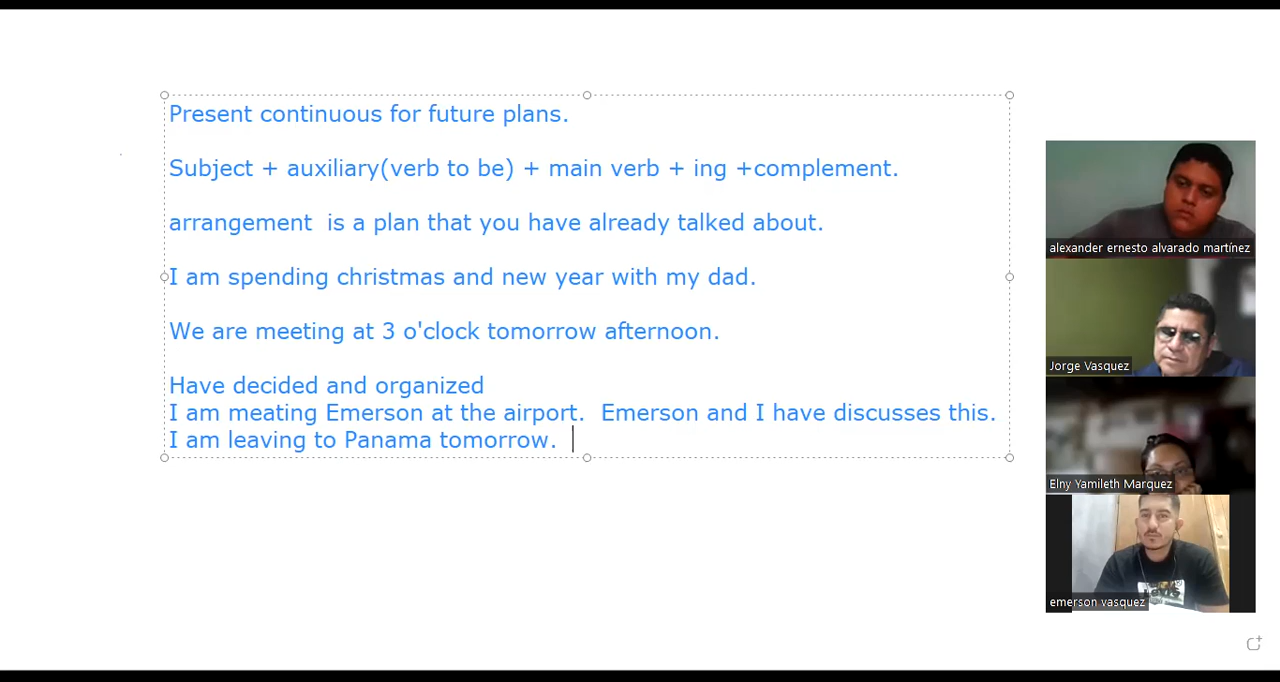 Present continuous for future plans.
Subject + auxiliary(verb to be) + main verb + ing +complement.
arrangement  is a plan that you have already talked about.
I am spending christmas and new year with my dad.
We are meeting at 3 o'clock tomorrow afternoon.
Have decided and organized
I am meating Emerson at the airport.  Emerson and I have discusses this.
I am leaving to Panama tomorrow.
alexander ernesto alvarado martínez
Jorge Vasquez
Elny Yamileth Marquez
emerson vasquez